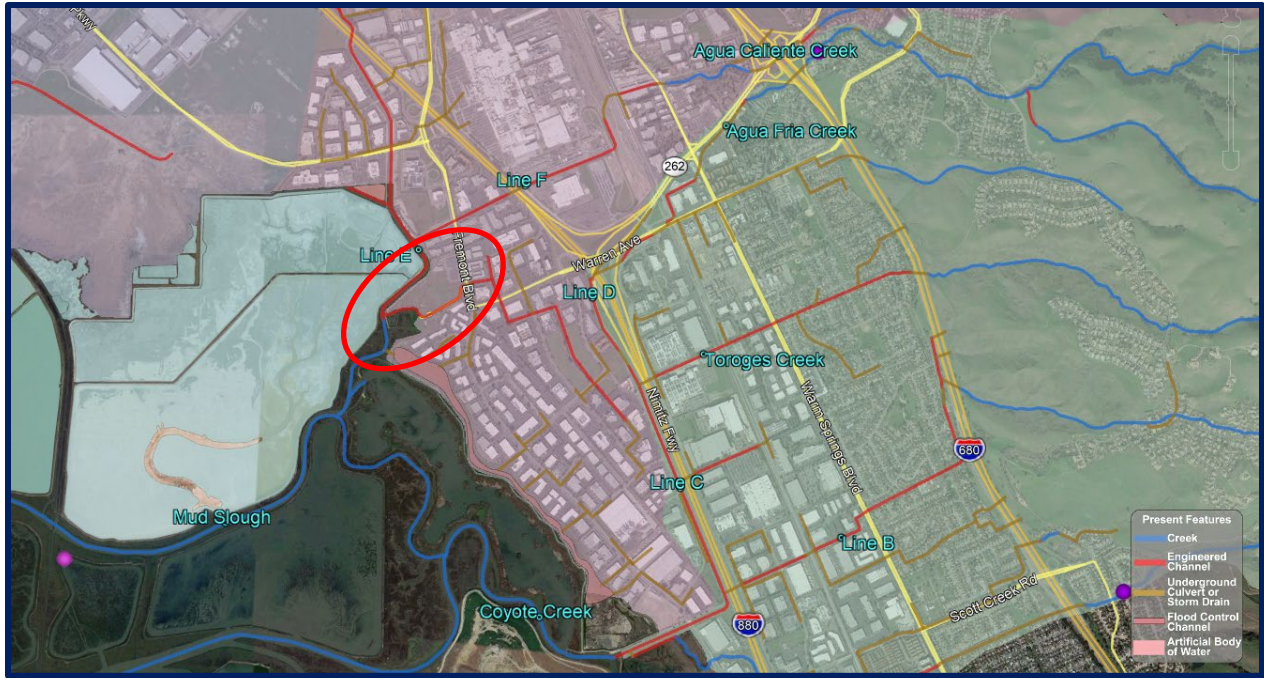 Pkwy
Agua Caliente Creek
Agua Fria Creek
262
Line F
Line E
Fremont Blvd
Warren Ave
Line D
Toroges Creek
Nimitz Fwy
Warm Springs Blvd
680
Line C
Mud Slough
Line B
Coyote Creek
Scott Creek Rd
880
Present Features
Creek
Engineered
Channel
Underground
Culvert or
Storm Drain
Flood Control
Channel
Artificial Body
of Water